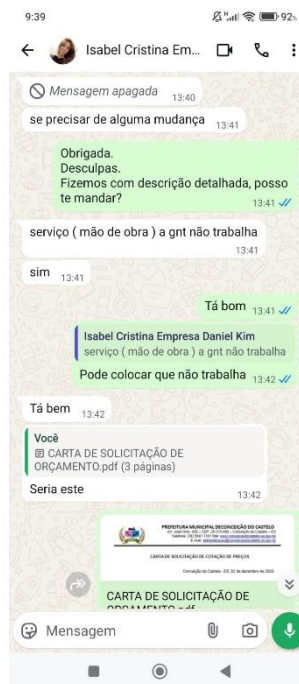 9:39
92
Isabel Cristina Em...
Mensagem apagada 13:40
se precisar de alguma mudança 13:41
Obrigada.
Desculpas.
Fizemos com descrição detalhada, posso
te mandar?
13:41
serviço ( mão de obra ) a gnt não trabalha
13:41
sim 13:41
Tá bom 13:41
Isabel Cristina Empresa Daniel Kim
serviço ( mão de obra ) a gnt não trabalha
Pode colocar que não trabalha 13:42
Tá bem 13:42
Você
CARTA DE SOLICITAÇÃO DE
ORÇAMENTO.pdf (3 páginas)
Seria este
13:42
PREFEITURA MUNICIPAL DE CONCEIÇÃO DO CASTELO
CARTA DE SOLICITAÇÃO DE COTAÇÃO DE PREÇOS
CARTA DE SOLICITAÇÃO DE
ORÇAMENTO.pdf
Mensagem